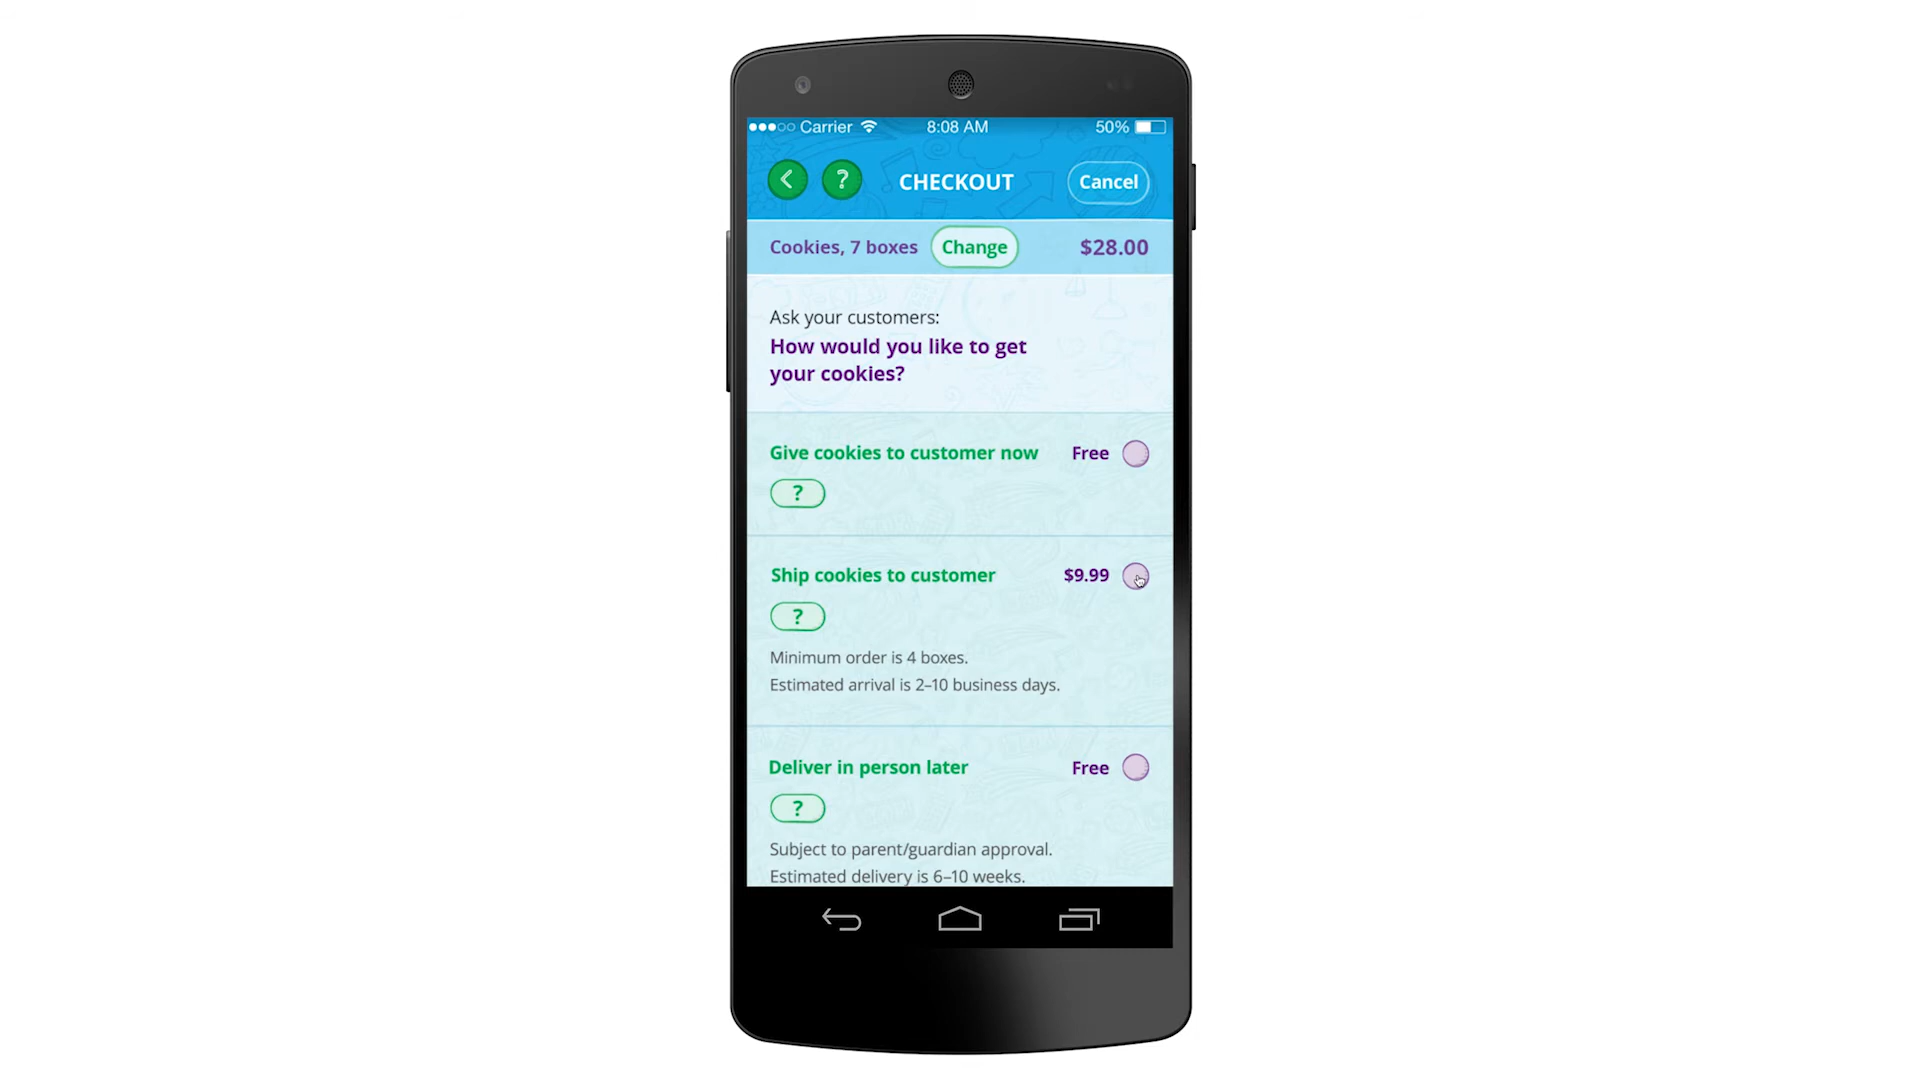 Carrier 8:08 AM 50%
? CHECKOUT Cancel
Cookies, 7 boxes Change $28.00
Ask your customers:
How would you like to get
your cookies?
Give cookies to customer now Free
?
Ship cookies to customer $9.99
?
Minimum order is 4 boxes.
Estimated arrival is 2–10 business days.
Deliver in person later Free
?
Subject to parent/guardian approval.
Estimated delivery is 6–10 weeks.